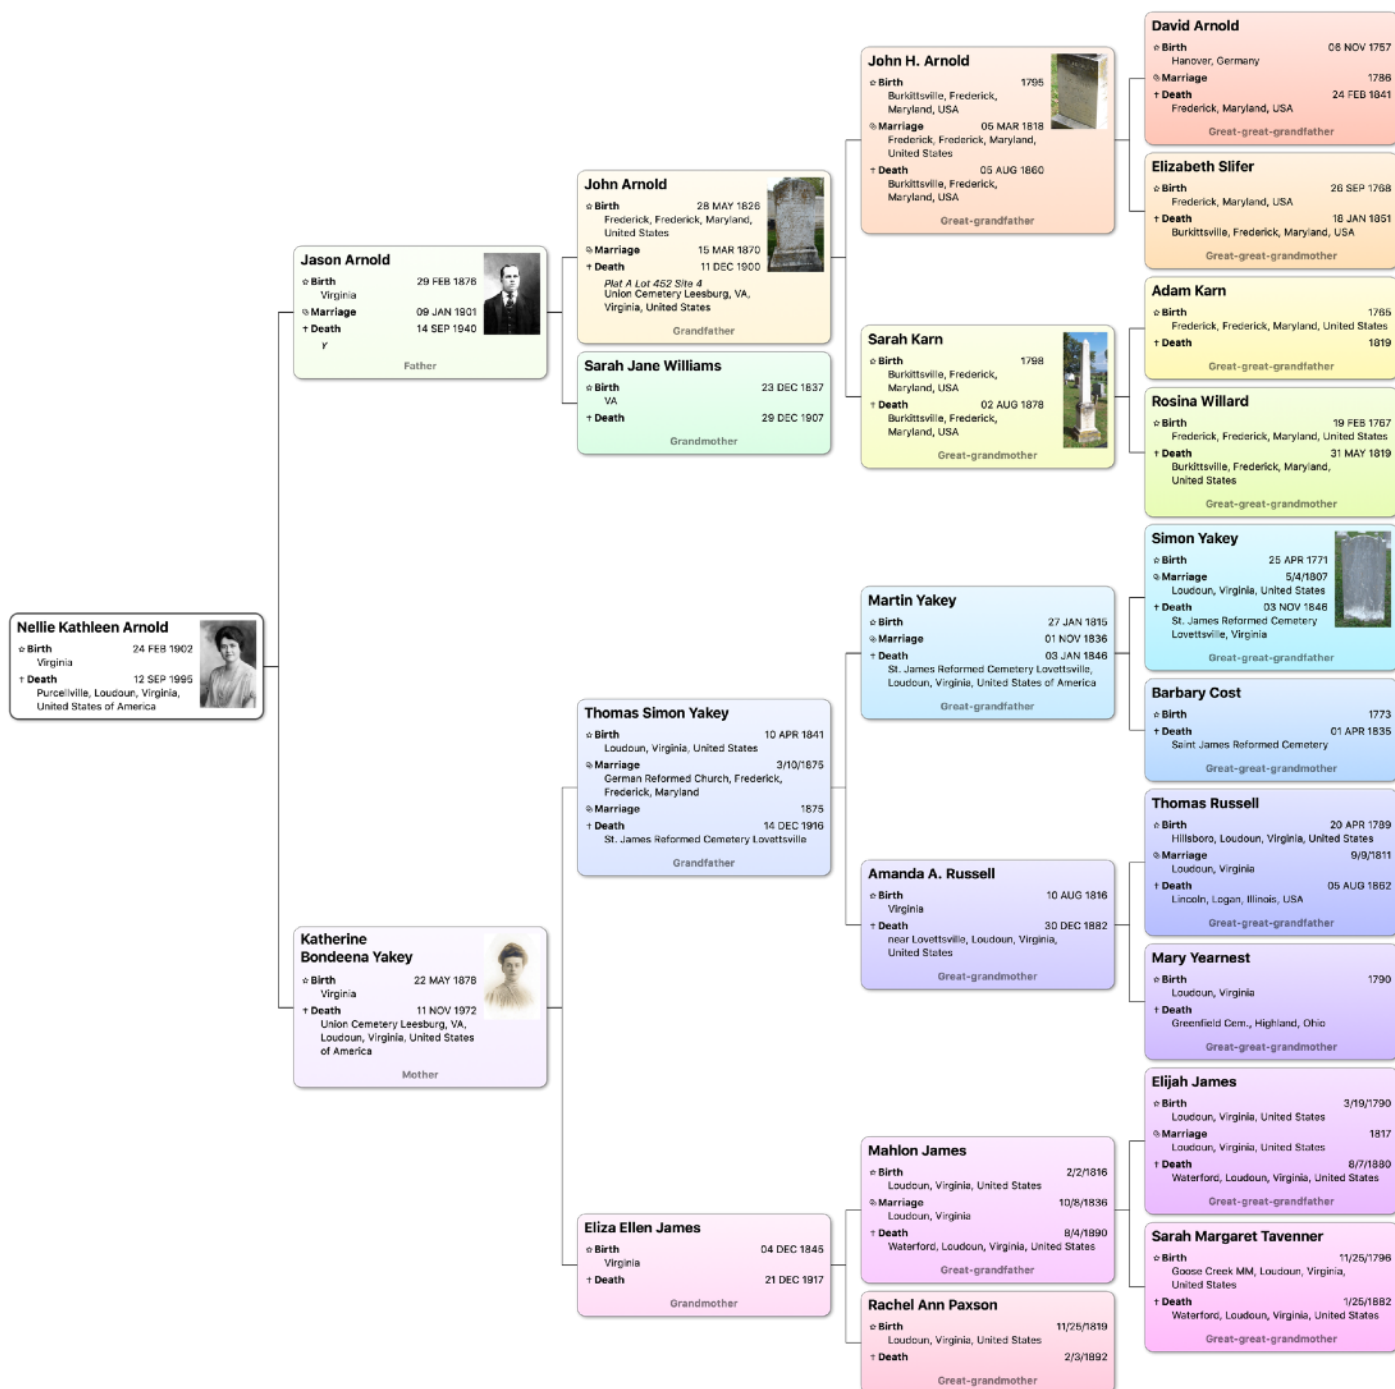 David Arnold
Birth 06 NOV 1757
Hanover, Germany
Marriage 1786
Death 24 FEB 1841
Frederick, Maryland, USA
Great-great-grandfather
John H. Arnold
Birth 1795
Burkittsville, Frederick,
Maryland, USA
Marriage 05 MAR 1818
Frederick, Frederick, Maryland,
United States
Death 05 AUG 1860
Burkittsville, Frederick,
Maryland, USA
Great-grandfather
Elizabeth Slifer
Birth 26 SEP 1768
Frederick, Maryland, USA
Death 18 JAN 1851
Burkittsville, Frederick, Maryland, USA
Great-great-grandmother
John Arnold
Birth 28 MAY 1826
Frederick, Frederick, Maryland,
United States
Marriage 15 MAR 1870
Death 11 DEC 1900
Plat A Lot 452 Site 4
Union Cemetery Leesburg, VA,
Virginia, United States
Grandfather
Jason Arnold
Birth 29 FEB 1876
Virginia
Marriage 09 JAN 1901
Death 14 SEP 1940
Y
Father
Adam Karn
Birth 1765
Frederick, Frederick, Maryland, United States
Death 1819
Great-great-grandfather
Sarah Karn
Birth 1798
Burkittsville, Frederick,
Maryland, USA
Death 02 AUG 1878
Burkittsville, Frederick,
Maryland, USA
Great-grandmother
Sarah Jane Williams
Birth 23 DEC 1837
VA
Death 29 DEC 1907
Grandmother
Rosina Willard
Birth 19 FEB 1767
Frederick, Frederick, Maryland, United States
Death 31 MAY 1819
Burkittsville, Frederick, Maryland,
United States
Great-great-grandmother
Simon Yakey
Birth 25 APR 1771
Marriage 5/4/1807
Loudoun, Virginia, United States
Death 03 NOV 1846
St. James Reformed Cemetery
Lovettsville, Virginia
Great-great-grandfather
Martin Yakey
Birth 27 JAN 1815
Marriage 01 NOV 1836
Death 03 JAN 1846
St. James Reformed Cemetery Lovettsville,
Loudoun, Virginia, United States of America
Great-grandfather
Nellie Kathleen Arnold
Birth 24 FEB 1902
Virginia
Death 12 SEP 1995
Purcellville, Loudoun, Virginia,
United States of America
Barbary Cost
Birth 1773
Death 01 APR 1835
Saint James Reformed Cemetery
Great-great-grandmother
Thomas Simon Yakey
Birth 10 APR 1841
Loudoun, Virginia, United States
Marriage 3/10/1875
German Reformed Church, Frederick,
Frederick, Maryland
Marriage 1875
Death 14 DEC 1916
St. James Reformed Cemetery Lovettsville
Grandfather
Thomas Russell
Birth 20 APR 1789
Hillsboro, Loudoun, Virginia, United States
Marriage 9/9/1811
Loudoun, Virginia
Death 05 AUG 1862
Lincoln, Logan, Illinois, USA
Great-great-grandfather
Amanda A. Russell
Birth 10 AUG 1816
Virginia
Death 30 DEC 1882
near Lovettsville, Loudoun, Virginia,
United States
Great-grandmother
Katherine
Bondeena Yakey
Birth 22 MAY 1878
Virginia
Death 11 NOV 1972
Union Cemetery Leesburg, VA,
Loudoun, Virginia, United States
of America
Mother
Mary Yearnest
Birth 1790
Loudoun, Virginia
Death
Greenfield Cem., Highland, Ohio
Great-great-grandmother
Elijah James
Birth 3/19/1790
Loudoun, Virginia, United States
Marriage 1817
Loudoun, Virginia, United States
Death 8/7/1880
Waterford, Loudoun, Virginia, United States
Great-great-grandfather
Mahlon James
Birth 2/2/1816
Loudoun, Virginia, United States
Marriage 10/8/1836
Loudoun, Virginia
Death 8/4/1890
Waterford, Loudoun, Virginia, United States
Great-grandfather
Eliza Ellen James
Birth 04 DEC 1845
Virginia
Death 21 DEC 1917
Grandmother
Sarah Margaret Tavenner
Birth 11/25/1796
Goose Creek MM, Loudoun, Virginia,
United States
Death 1/25/1882
Waterford, Loudoun, Virginia, United States
Great-great-grandmother
Rachel Ann Paxson
Birth 11/25/1819
Loudoun, Virginia, United States
Death 2/3/1892
Great-grandmother